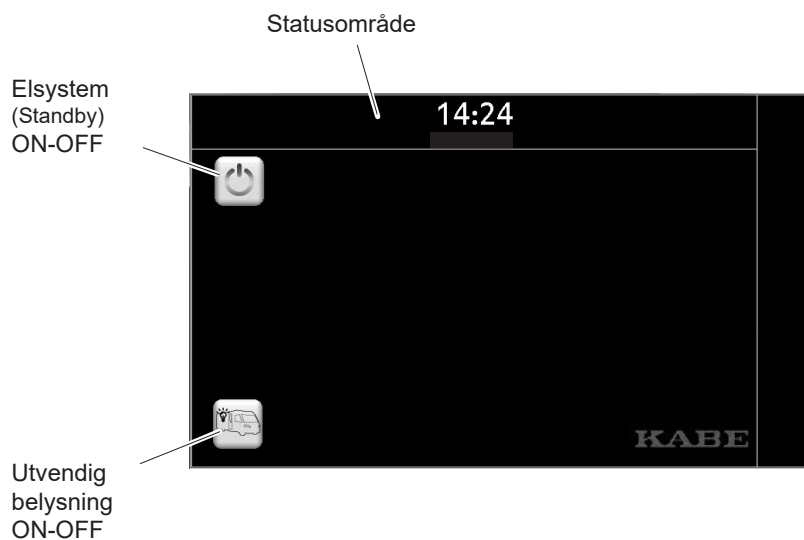 Statusområde
Elsystem
(Standby)
ON-OFF
14:24
KABE
Utvendig
belysning
ON-OFF